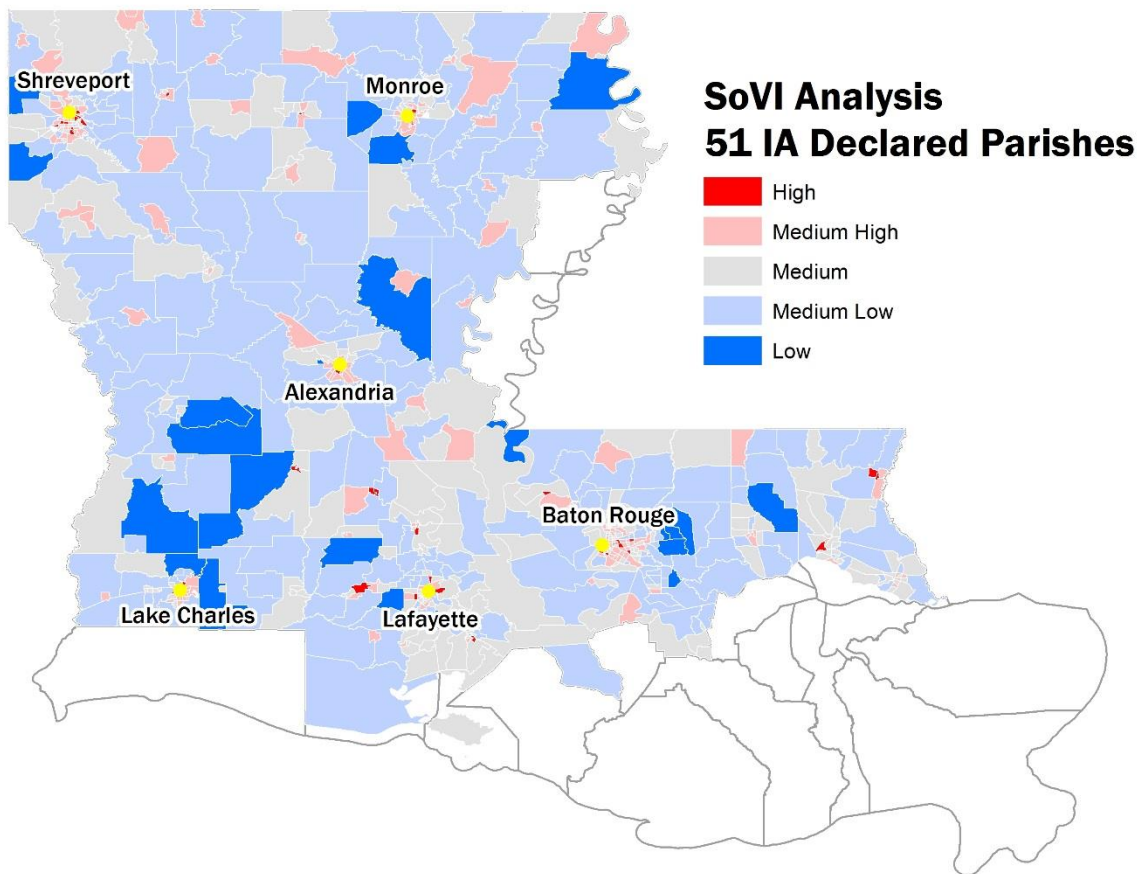 Shreveport
Monroe
SoVI Analysis
51 IA Declared Parishes
High
Medium High
Medium
Medium Low
Low
Alexandria
Baton Rouge
Lake Charles
Lafayette